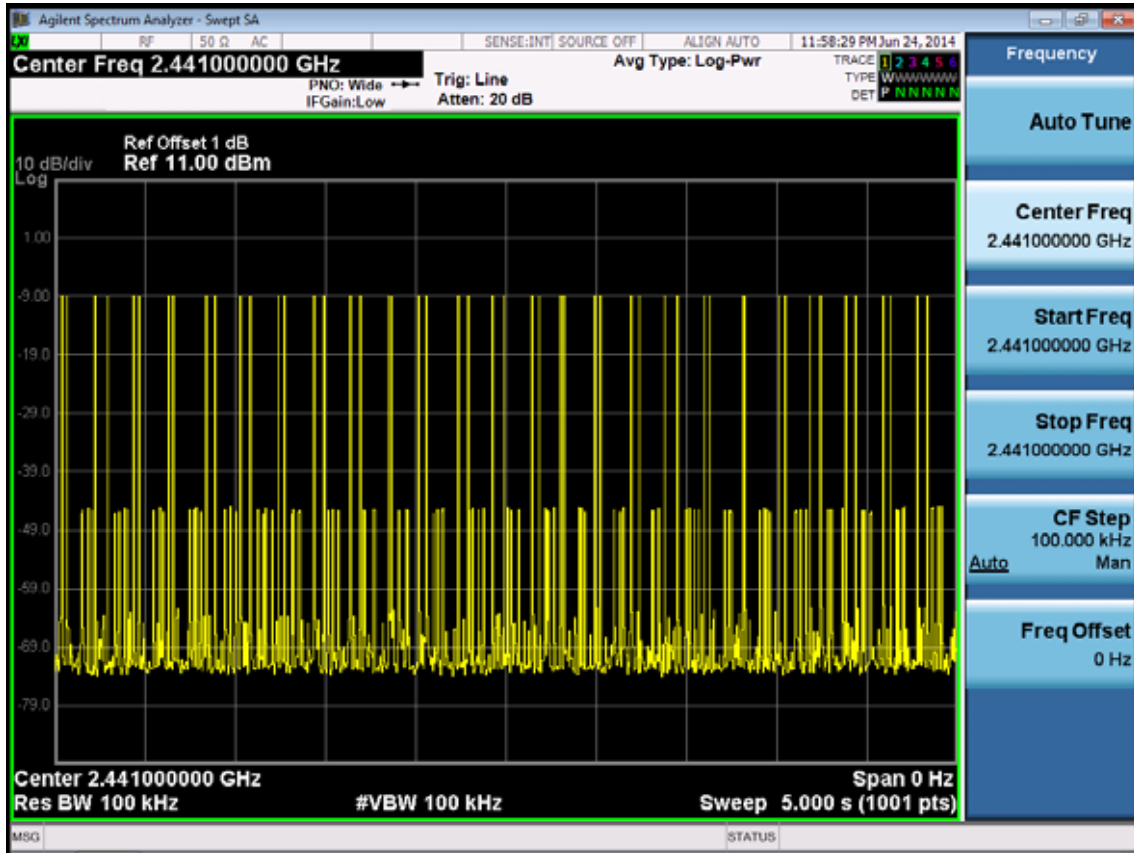 Agilent Spectrum Analyzer - Swept SA
LXI RF 50 Ω AC SENSE:INT SOURCE OFF ALIGN AUTO 11:58:29 PM Jun 24, 2014
Center Freq 2.441000000 GHz
PNO: Wide
IFGain:Low
Trig: Line
Atten: 20 dB
Avg Type: Log-Pwr
TRACE 1 2 3 4 5 6
TYPE WWWWWW
DET P N N N N N
Ref Offset 1 dB
10 dB/div Ref 11.00 dBm
Log
1.00
-9.00
-19.0
-29.0
-39.0
-49.0
-59.0
-69.0
-79.0
Center 2.441000000 GHz Span 0 Hz
Res BW 100 kHz #VBW 100 kHz Sweep 5.000 s (1001 pts)
MSG STATUS
Frequency
Auto Tune
Center Freq
2.441000000 GHz
Start Freq
2.441000000 GHz
Stop Freq
2.441000000 GHz
CF Step
100.000 kHz
Auto Man
Freq Offset
0 Hz